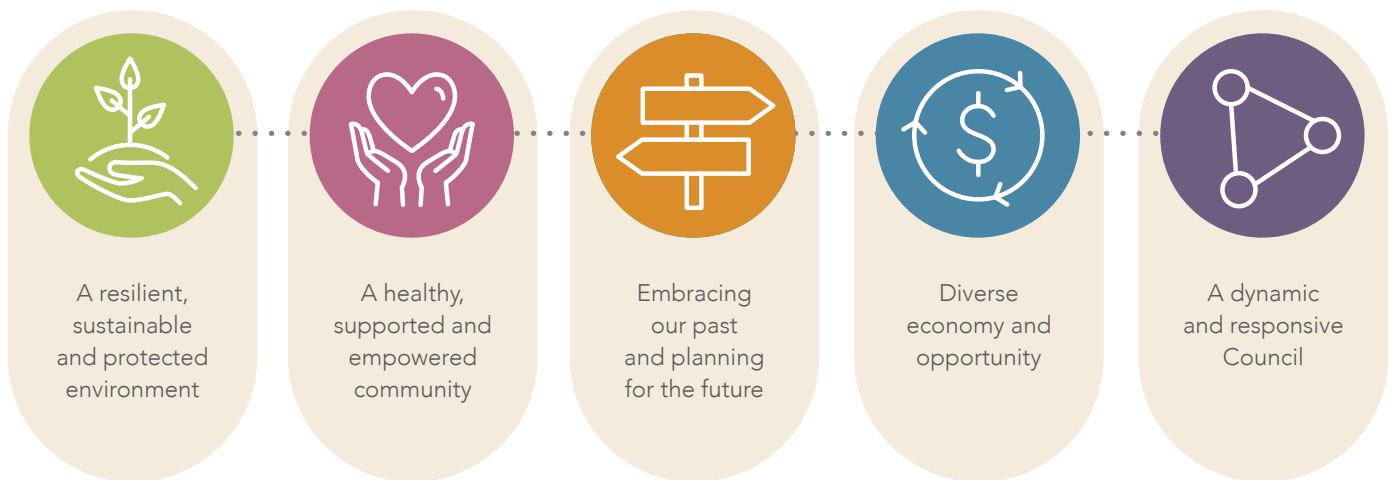 A resilient,
sustainable
and protected
environment
A healthy,
supported and
empowered
community
Embracing
our past
and planning
for the future
$
Diverse
economy and
opportunity
A dynamic
and responsive
Council